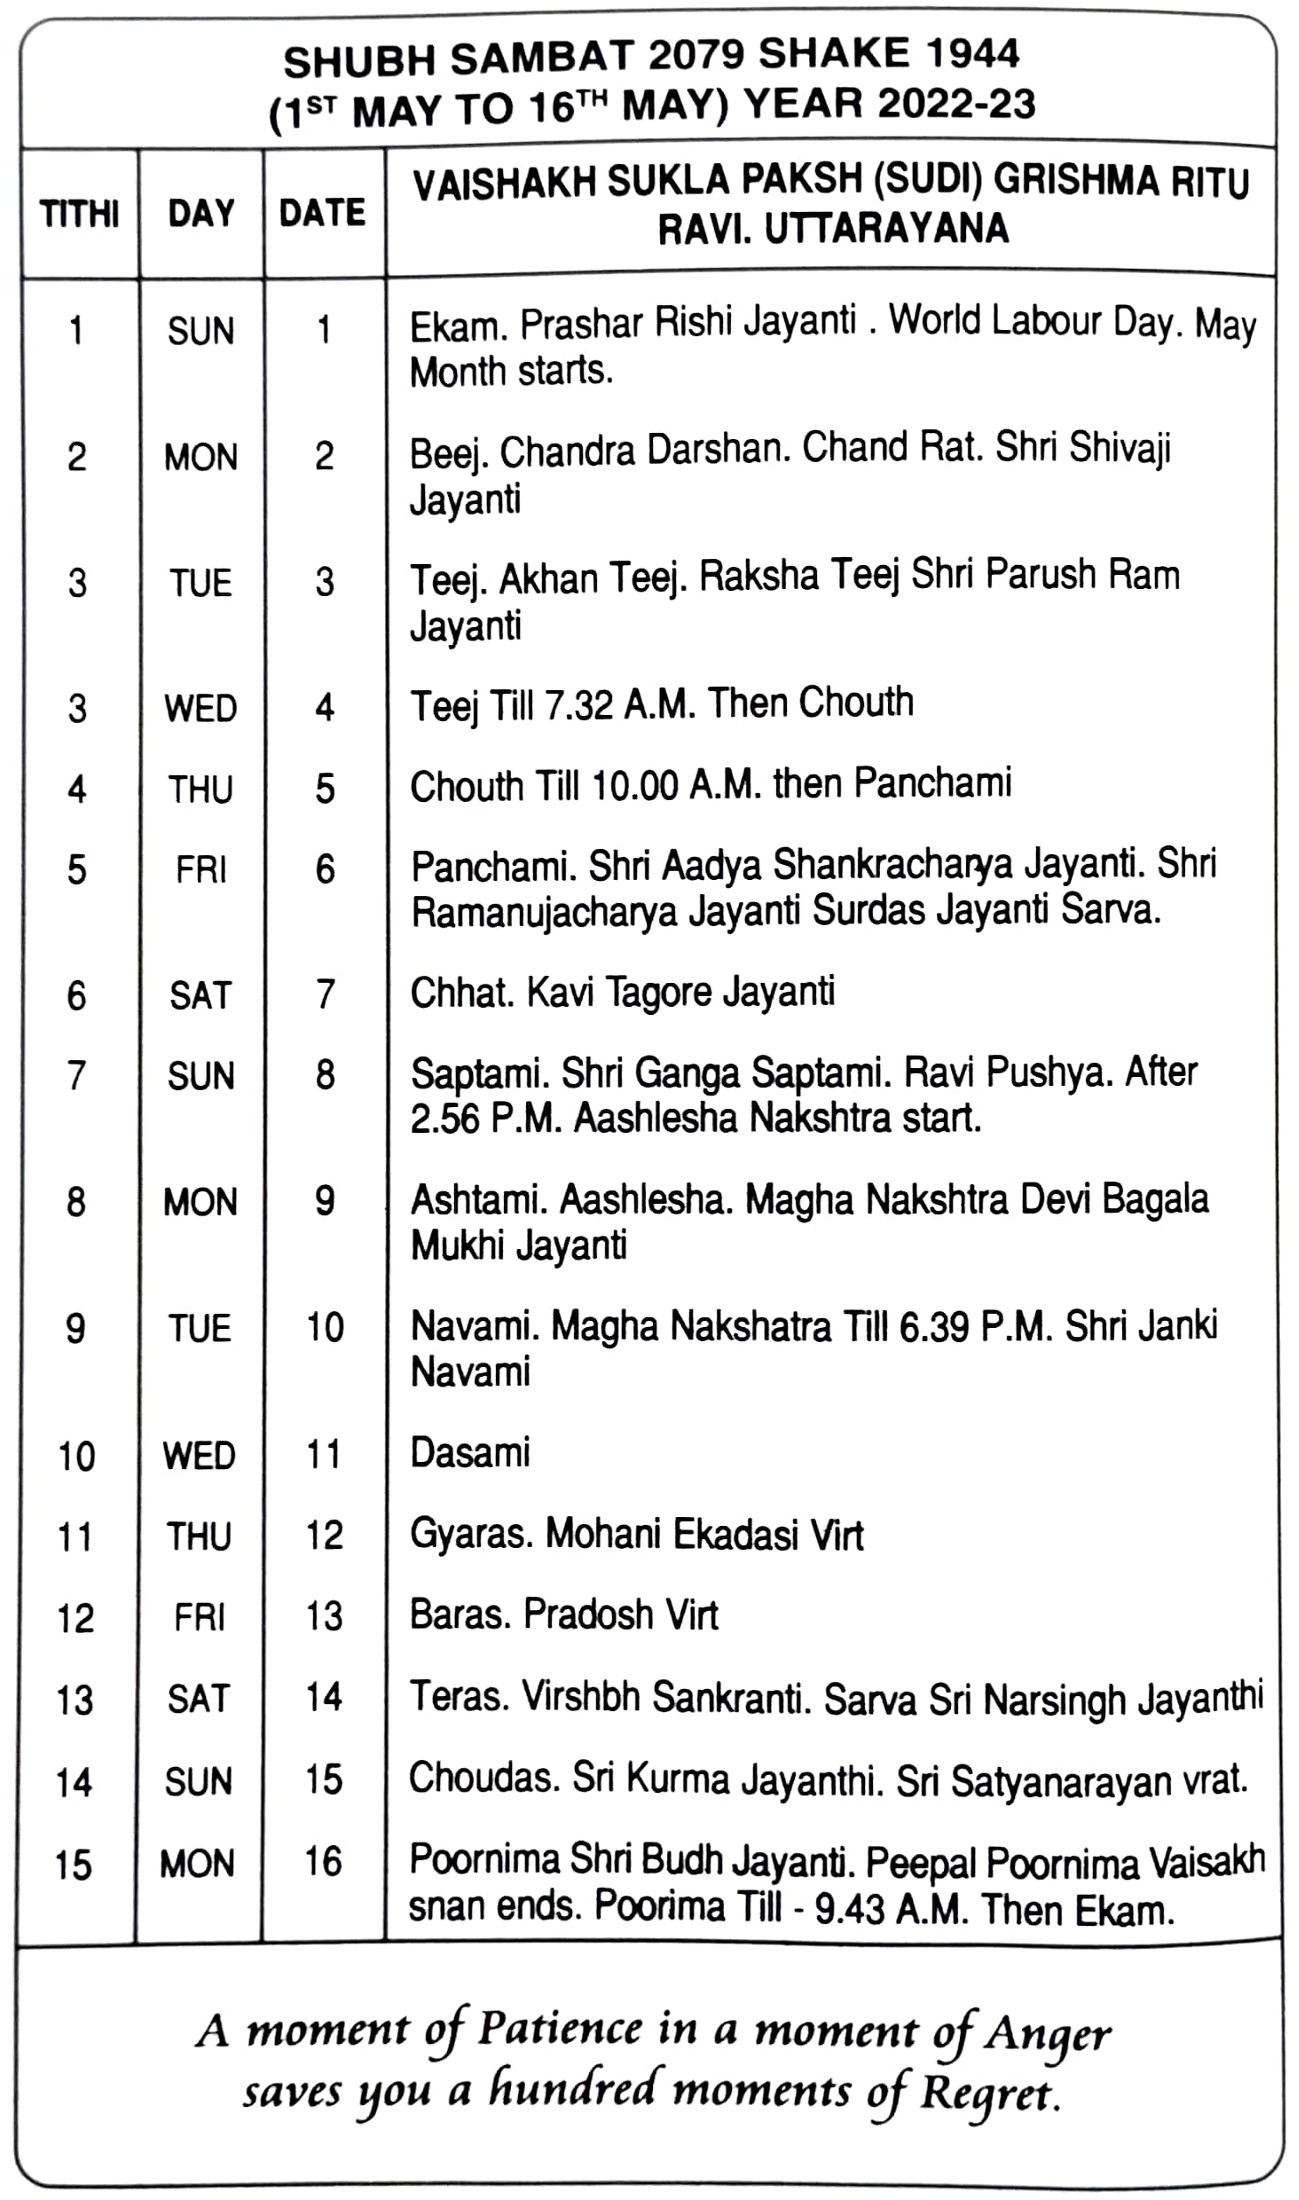 SHUBH SAMBAT 2079 SHAKE 1944
(1ST MAY TO 16TH MAY) YEAR 2022-23
TITHI DAY DATE VAISHAKH SUKLA PAKSH (SUDI) GRISHMA RITU
RAVI. UTTARAYANA
1 SUN 1 Ekam. Prashar Rishi Jayanti . World Labour Day. May
Month starts.
2 MON 2 Beej. Chandra Darshan. Chand Rat. Shri Shivaji
Jayanti
3 TUE 3 Teej. Akhan Teej. Raksha Teej Shri Parush Ram
Jayanti
3 WED 4 Teej Till 7.32 A.M. Then Chouth
4 THU 5 Chouth Till 10.00 A.M. then Panchami
5 FRI 6 Panchami. Shri Aadya Shankracharya Jayanti. Shri
Ramanujacharya Jayanti Surdas Jayanti Sarva.
6 SAT 7 Chhat. Kavi Tagore Jayanti
7 SUN 8 Saptami. Shri Ganga Saptami. Ravi Pushya. After
2.56 P.M. Aashlesha Nakshtra start.
8 MON 9 Ashtami. Aashlesha. Magha Nakshtra Devi Bagala
Mukhi Jayanti
9 TUE 10 Navami. Magha Nakshatra Till 6.39 P.M. Shri Janki
Navami
10 WED 11 Dasami
11 THU 12 Gyaras. Mohani Ekadasi Virt
12 FRI 13 Baras. Pradosh Virt
13 SAT 14 Teras. Virshbh Sankranti. Sarva Sri Narsingh Jayanthi
14 SUN 15 Choudas. Sri Kurma Jayanthi. Sri Satyanarayan vrat.
15 MON 16 Poornima Shri Budh Jayanti. Peepal Poornima Vaisakh
snan ends. Poorima Till - 9.43 A.M. Then Ekam.
A moment of Patience in a moment of Anger
saves you a hundred moments of Regret.